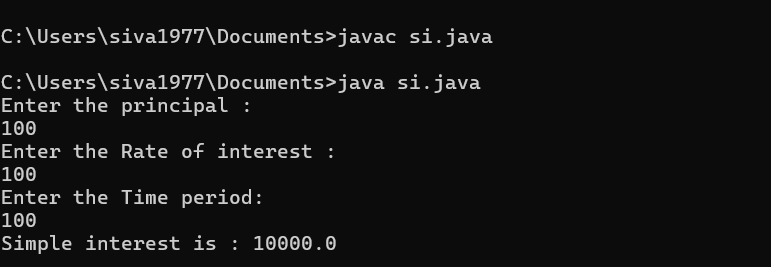 C:\Users\siva1977\Documents>javac si.java
C:\Users\siva1977\Documents>java si.java
Enter the principal :
100
Enter the Rate of interest :
100
Enter the Time period:
100
Simple interest is : 10000.0